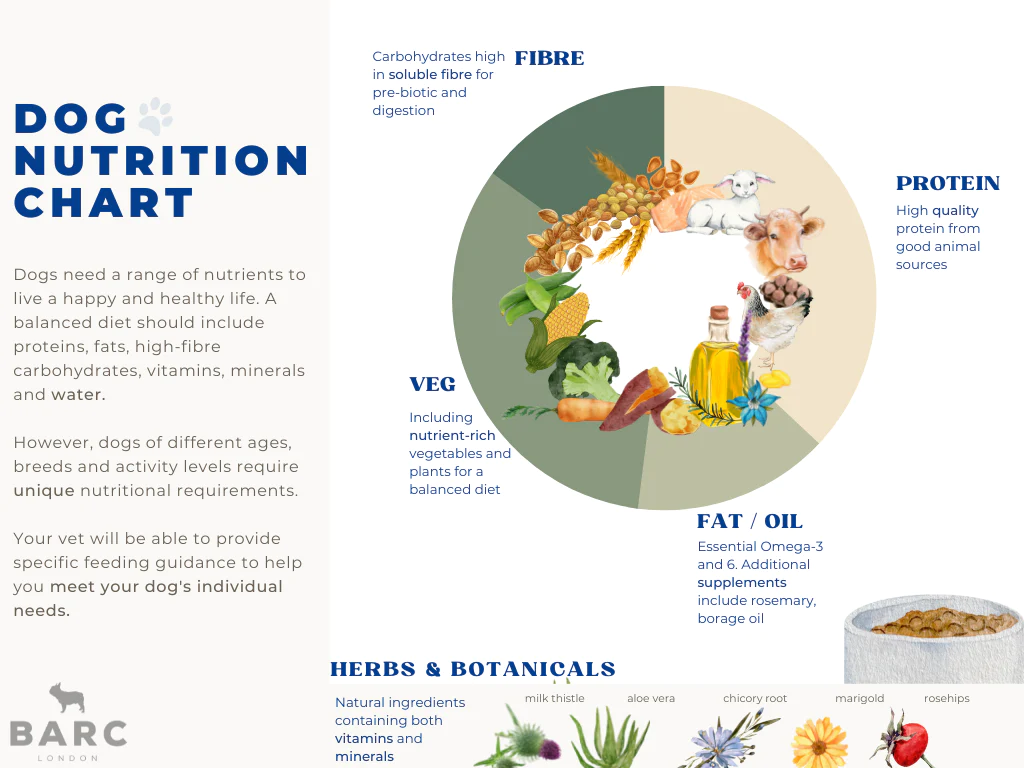 DOG
NUTRITION
CHART
Dogs need a range of nutrients to
live a happy and healthy life. A
balanced diet should include
proteins, fats, high-fibre
carbohydrates, vitamins, minerals
and water.
However, dogs of different ages,
breeds and activity levels require
unique nutritional requirements.
Your vet will be able to provide
specific feeding guidance to help
you meet your dog's individual
needs.
BARC
LONDON
FIBRE
Carbohydrates high
in soluble fibre for
pre-biotic and
digestion
PROTEIN
High quality
protein from
good animal
sources
VEG
Including
nutrient-rich
vegetables and
plants for a
balanced diet
FAT / OIL
Essential Omega-3
and 6. Additional
supplements
include rosemary,
borage oil
HERBS & BOTANICALS
Natural ingredients
containing both
vitamins and
minerals
milk thistle
aloe vera
chicory root
marigold
rosehips